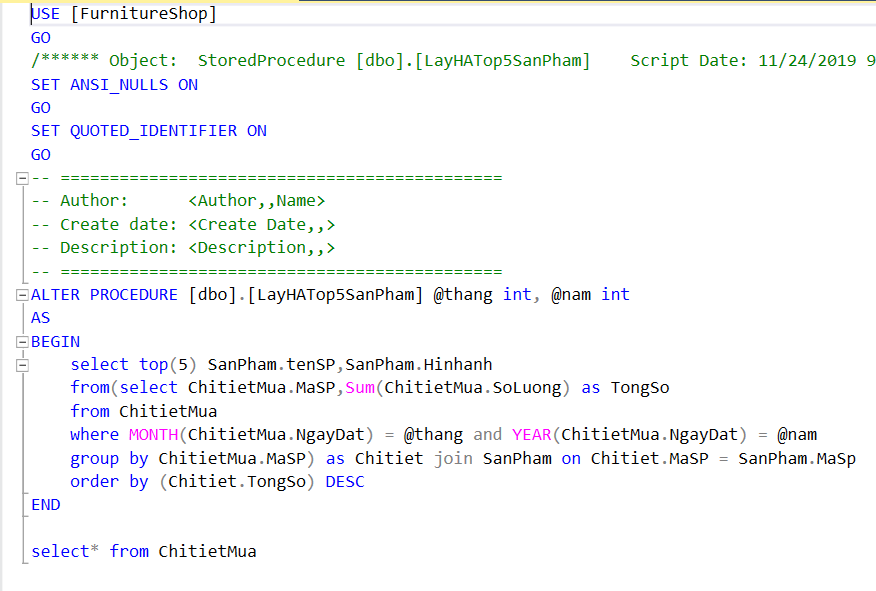 USE [FurnitureShop]
GO
/****** Object:  StoredProcedure [dbo].[LayHATop5SanPham]    Script Date: 11/24/2019 9
SET ANSI_NULLS ON
GO
SET QUOTED_IDENTIFIER ON
GO
-- =============================================
-- Author:      <Author,,Name>
-- Create date: <Create Date,,>
-- Description: <Description,,>
-- =============================================
ALTER PROCEDURE [dbo].[LayHATop5SanPham] @thang int, @nam int
AS
BEGIN
    select top(5) SanPham.tenSP,SanPham.Hinhanh
    from(select ChitietMua.MaSP,Sum(ChitietMua.SoLuong) as TongSo
    from ChitietMua
    where MONTH(ChitietMua.NgayDat) = @thang and YEAR(ChitietMua.NgayDat) = @nam
    group by ChitietMua.MaSP) as Chitiet join SanPham on Chitiet.MaSP = SanPham.MaSp
    order by (Chitiet.TongSo) DESC
END
select* from ChitietMua